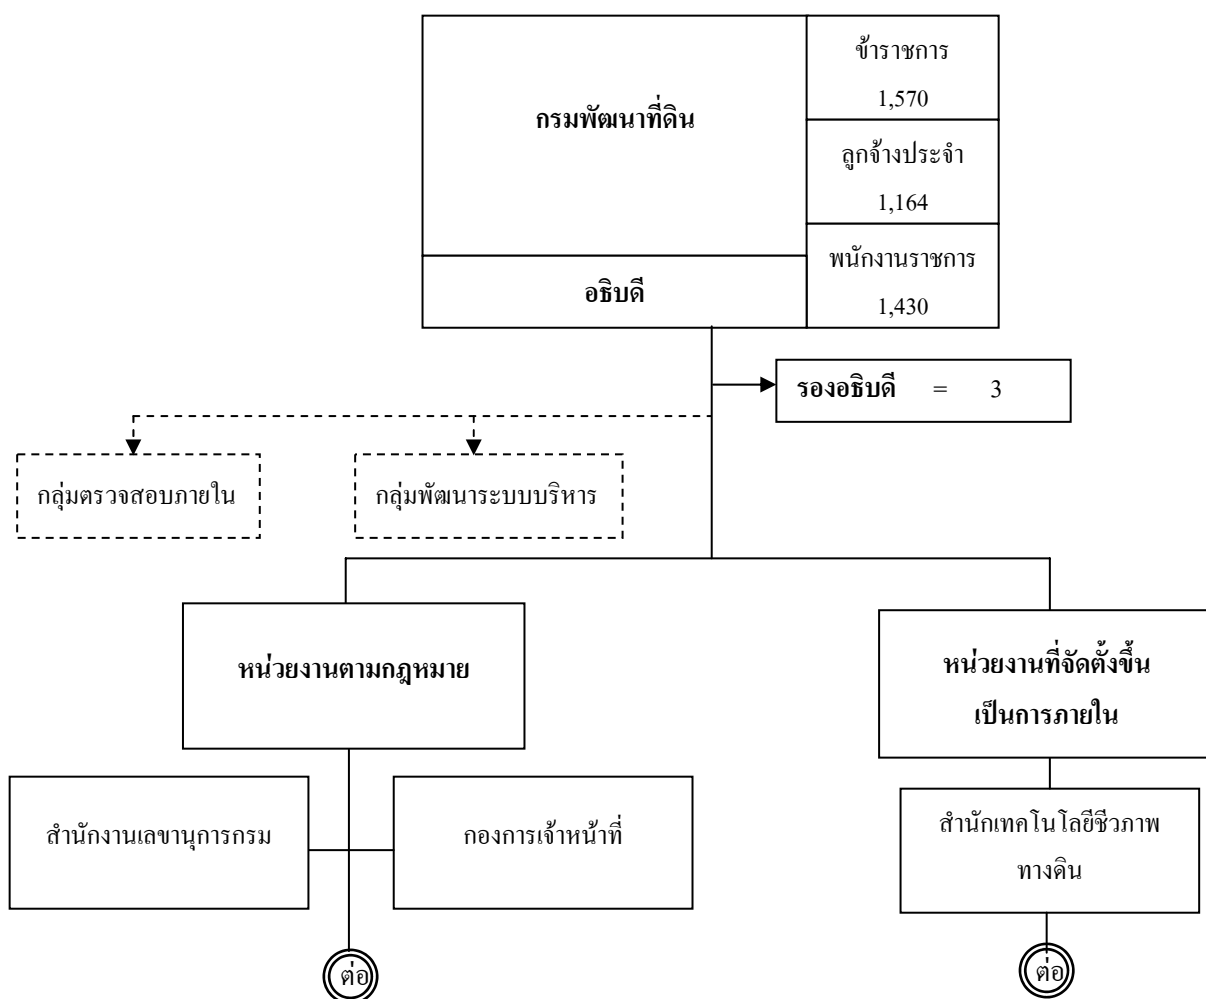 กรมพัฒนาที่ดิน
อธิบดี
ข้าราชการ
1,570
ลูกจ้างประจำ
1,164
พนักงานราชการ
1,430
รองอธิบดี = 3
กลุ่มตรวจสอบภายใน
กลุ่มพัฒนาระบบบริหาร
หน่วยงานตามกฎหมาย
หน่วยงานที่จัดตั้งขึ้น
เป็นการภายใน
สำนักงานเลขานุการกรม
กองการเจ้าหน้าที่
สำนักเทคโนโลยีชีวภาพ
ทางดิน
ต่อ
ต่อ